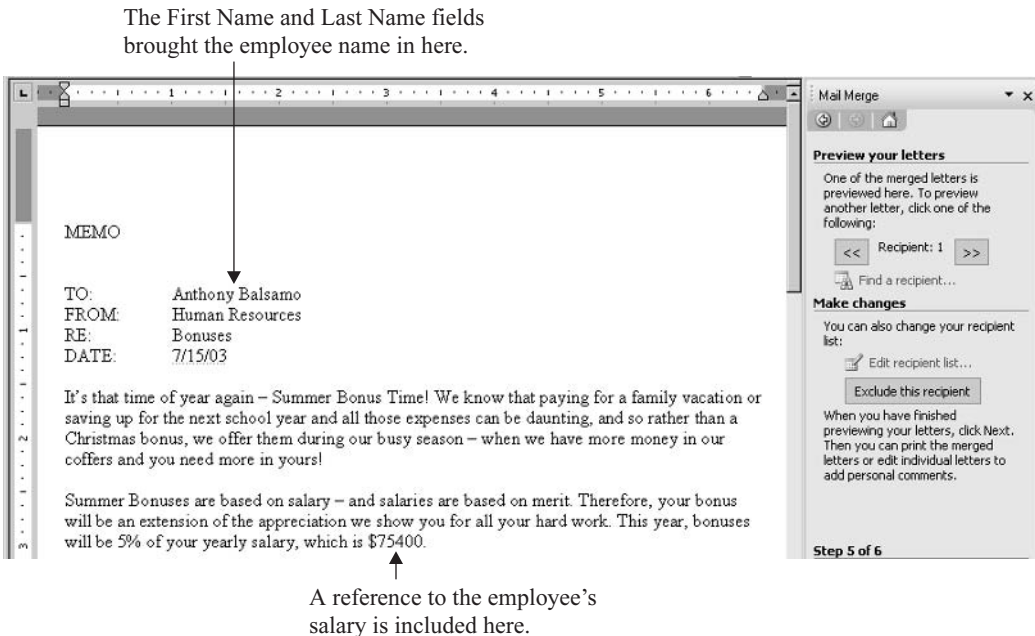 The First Name and Last Name fields
brought the employee name in here.
L
1 2 3 4 5 6
Mail Merge
Preview your letters
One of the merged letters is
previewed here. To preview
another letter, click one of the
following:
<< Recipient: 1 >>
Find a recipient...
Make changes
You can also change your recipient
list:
Edit recipient list...
Exclude this recipient
When you have finished
previewing your letters, click Next.
Then you can print the merged
letters or edit individual letters to
add personal comments.
Step 5 of 6
1
2
3
MEMO
TO: Anthony Balsamo
FROM: Human Resources
RE: Bonuses
DATE: 7/15/03
It's that time of year again – Summer Bonus Time! We know that paying for a family vacation or
saving up for the next school year and all those expenses can be daunting, and so rather than a
Christmas bonus, we offer them during our busy season – when we have more money in our
coffers and you need more in yours!
Summer Bonuses are based on salary – and salaries are based on merit. Therefore, your bonus
will be an extension of the appreciation we show you for all your hard work. This year, bonuses
will be 5% of your yearly salary, which is $75400.
A reference to the employee's
salary is included here.